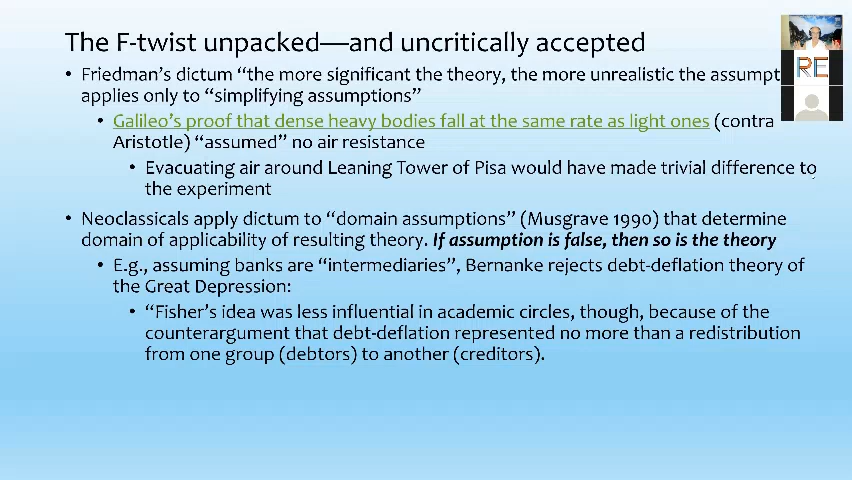 The F-twist unpacked—and uncritically accepted
• Friedman's dictum "the more significant the theory, the more unrealistic the assumpt
applies only to "simplifying assumptions"
• Galileo's proof that dense heavy bodies fall at the same rate as light ones (contra
Aristotle) "assumed" no air resistance
• Evacuating air around Leaning Tower of Pisa would have made trivial difference to
the experiment
• Neoclassicals apply dictum to "domain assumptions" (Musgrave 1990) that determine
domain of applicability of resulting theory. If assumption is false, then so is the theory
• E.g., assuming banks are "intermediaries", Bernanke rejects debt-deflation theory of
the Great Depression:
• "Fisher's idea was less influential in academic circles, though, because of the
counterargument that debt-deflation represented no more than a redistribution
from one group (debtors) to another (creditors).
RE